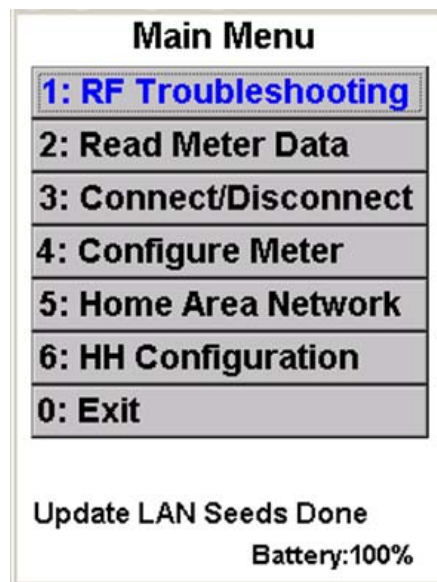 Main Menu
1: RF Troubleshooting
2: Read Meter Data
3: Connect/Disconnect
4: Configure Meter
5: Home Area Network
6: HH Configuration
0: Exit
Update LAN Seeds Done
Battery:100%